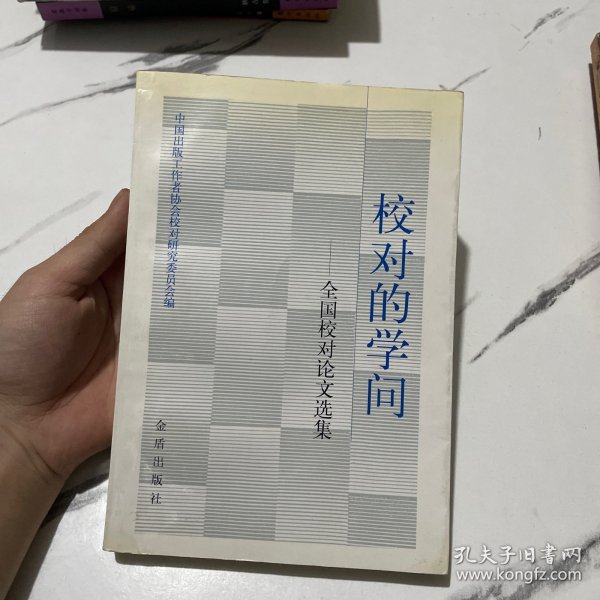 校对的学问
——全国校对论文选集
中国出版工作者协会校对研究委员会编
金盾出版社
孔夫子旧書网
www.kongfz.com